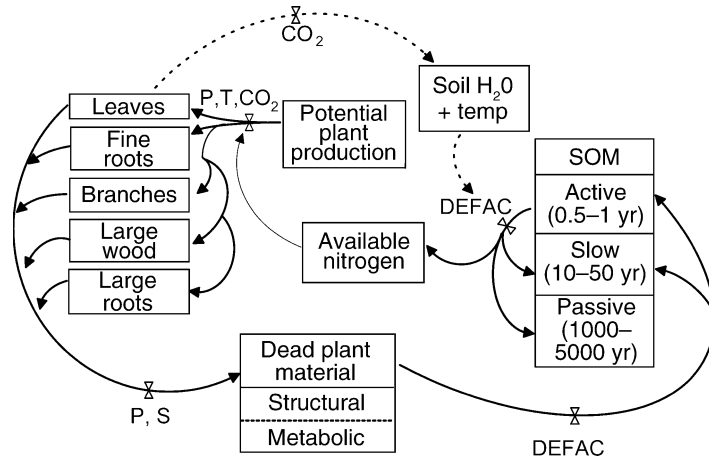 CO₂
Leaves
Fine
roots
Branches
Large
wood
Large
roots
P,T,CO₂
Potential
plant
production
Soil H₂0
+ temp
DEFAC
Available
nitrogen
SOM
Active
(0.5–1 yr)
Slow
(10–50 yr)
Passive
(1000–
5000 yr)
P, S
Dead plant
material
Structural
Metabolic
DEFAC